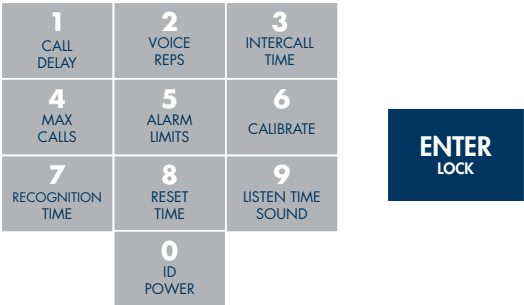 1
CALL
DELAY
2
VOICE
REPS
3
INTERCALL
TIME
4
MAX
CALLS
5
ALARM
LIMITS
6
CALIBRATE
7
RECOGNITION
TIME
8
RESET
TIME
9
LISTEN TIME
SOUND
0
ID
POWER
ENTER
LOCK